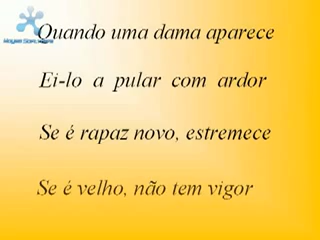 Quando uma dama aparece
Ei-lo a pular com ardor
Se é rapaz novo, estremece
Se é velho, não tem vigor